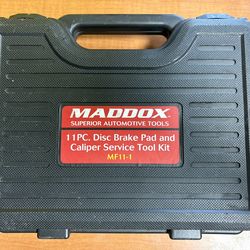 MADDOX
SUPERIOR AUTOMOTIVE TOOLS
11PC. Disc Brake Pad and
Caliper Service Tool Kit
MF11-1